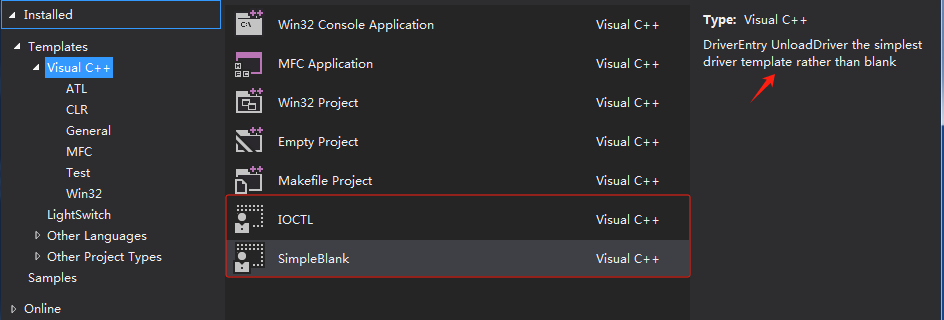 Installed
Templates
Visual C++
ATL
CLR
General
MFC
Test
Win32
LightSwitch
Other Languages
Other Project Types
Samples
Online
C:\
Win32 Console Application Visual C++
MFC Application Visual C++
Win32 Project Visual C++
Empty Project Visual C++
Makefile Project Visual C++
IOCTL Visual C++
SimpleBlank Visual C++
Type: Visual C++
DriverEntry UnloadDriver the simplest
driver template rather than blank